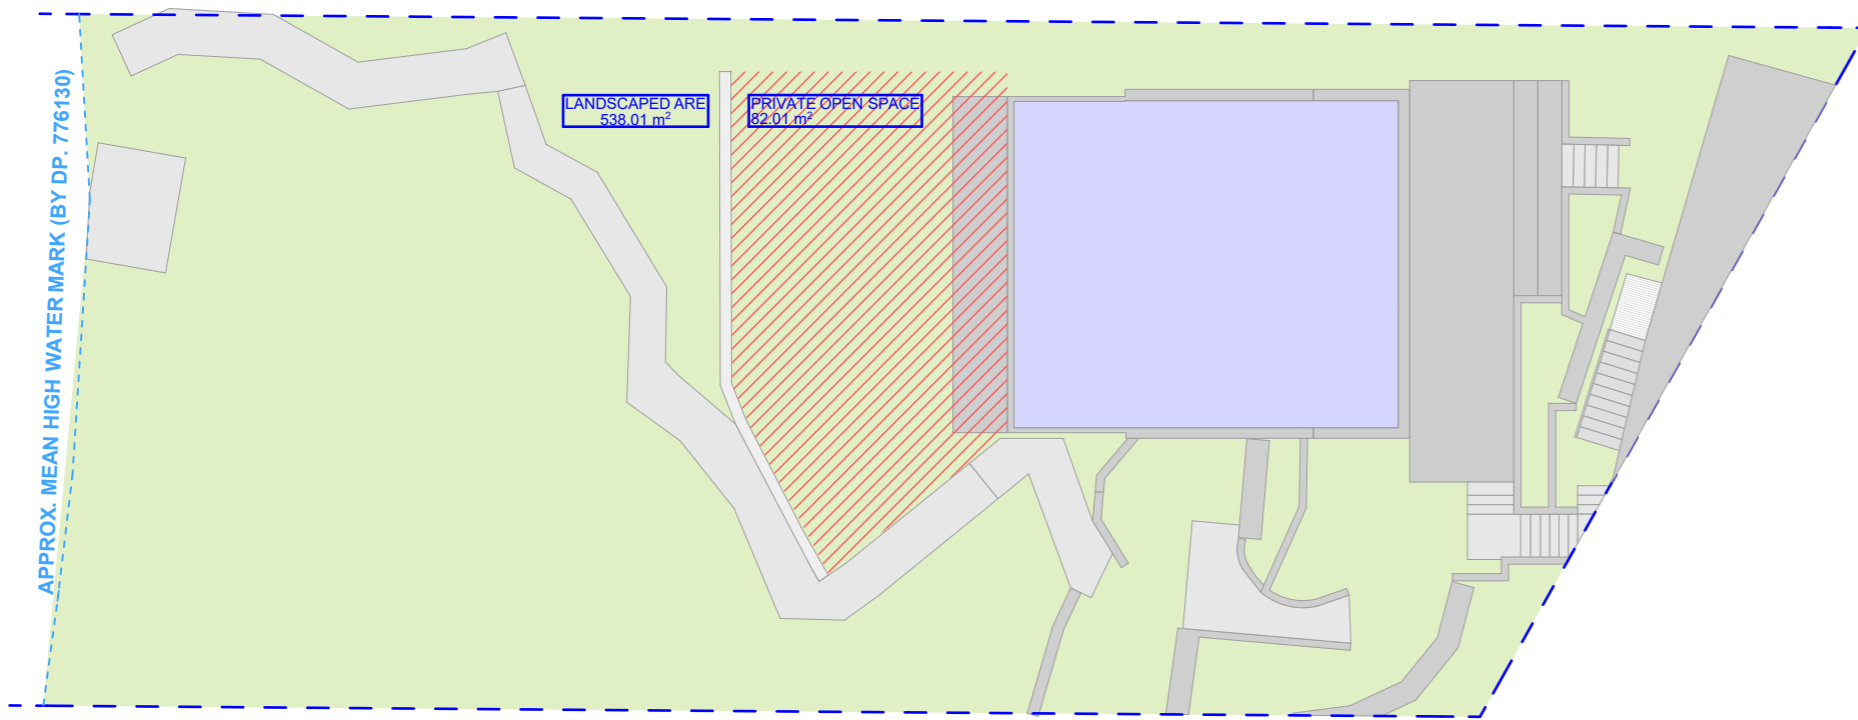 APPROX. MEAN HIGH WATER MARK (BY DP. 776130)
LANDSCAPED ARE
538.01 m²
PRIVATE OPEN SPACE
82.01 m²